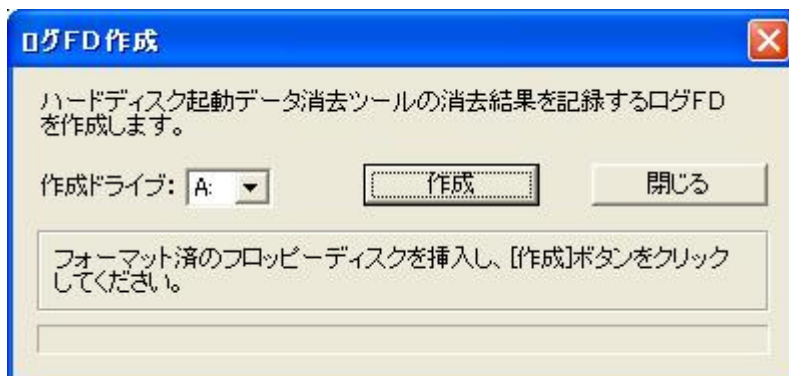 ログFD作成
ハードディスク起動データ消去ツールの消去結果を記録するログFD
を作成します。
作成ドライブ: A: 作成 閉じる
フォーマット済のフロッピーディスクを挿入し、[作成]ボタンをクリック
してください。